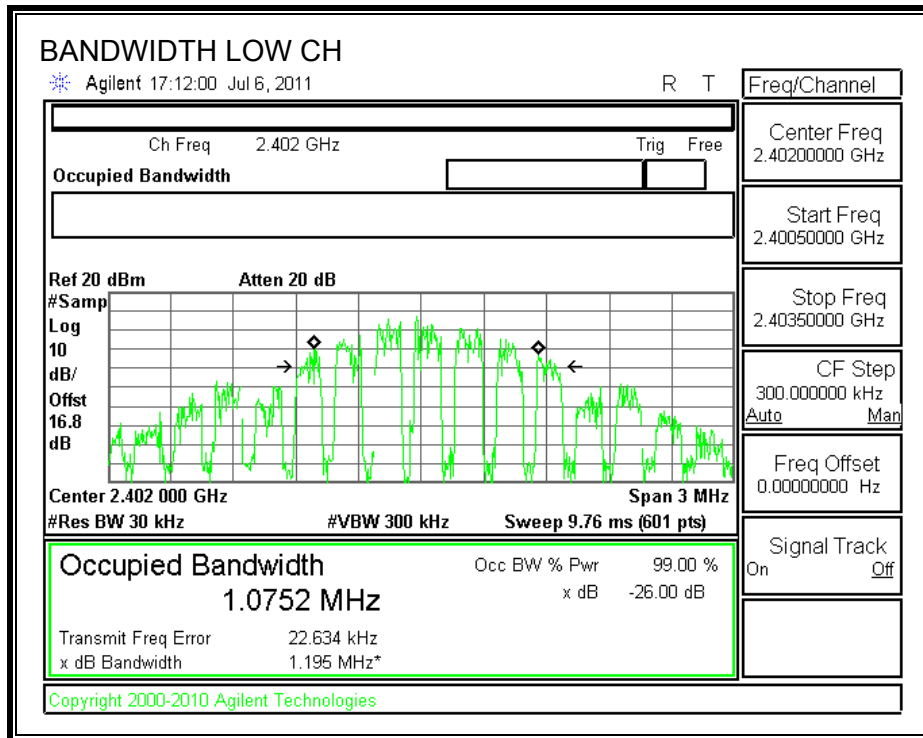 BANDWIDTH LOW CH
Agilent 17:12:00 Jul 6, 2011
R T
Freq/Channel
Ch Freq 2.402 GHz
Trig Free
Occupied Bandwidth
Center Freq
2.40200000 GHz
Start Freq
2.40050000 GHz
Stop Freq
2.40350000 GHz
CF Step
300.000000 kHz
Auto Man
Freq Offset
0.00000000 Hz
Signal Track
On Off
Ref 20 dBm
Atten 20 dB
#Samp
Log
10
dB/
Offst
16.8
dB
Center 2.402 000 GHz
Span 3 MHz
#Res BW 30 kHz
#VBW 300 kHz
Sweep 9.76 ms (601 pts)
Occupied Bandwidth
1.0752 MHz
Occ BW % Pwr 99.00 %
x dB -26.00 dB
Transmit Freq Error 22.634 kHz
x dB Bandwidth 1.195 MHz*
Copyright 2000-2010 Agilent Technologies